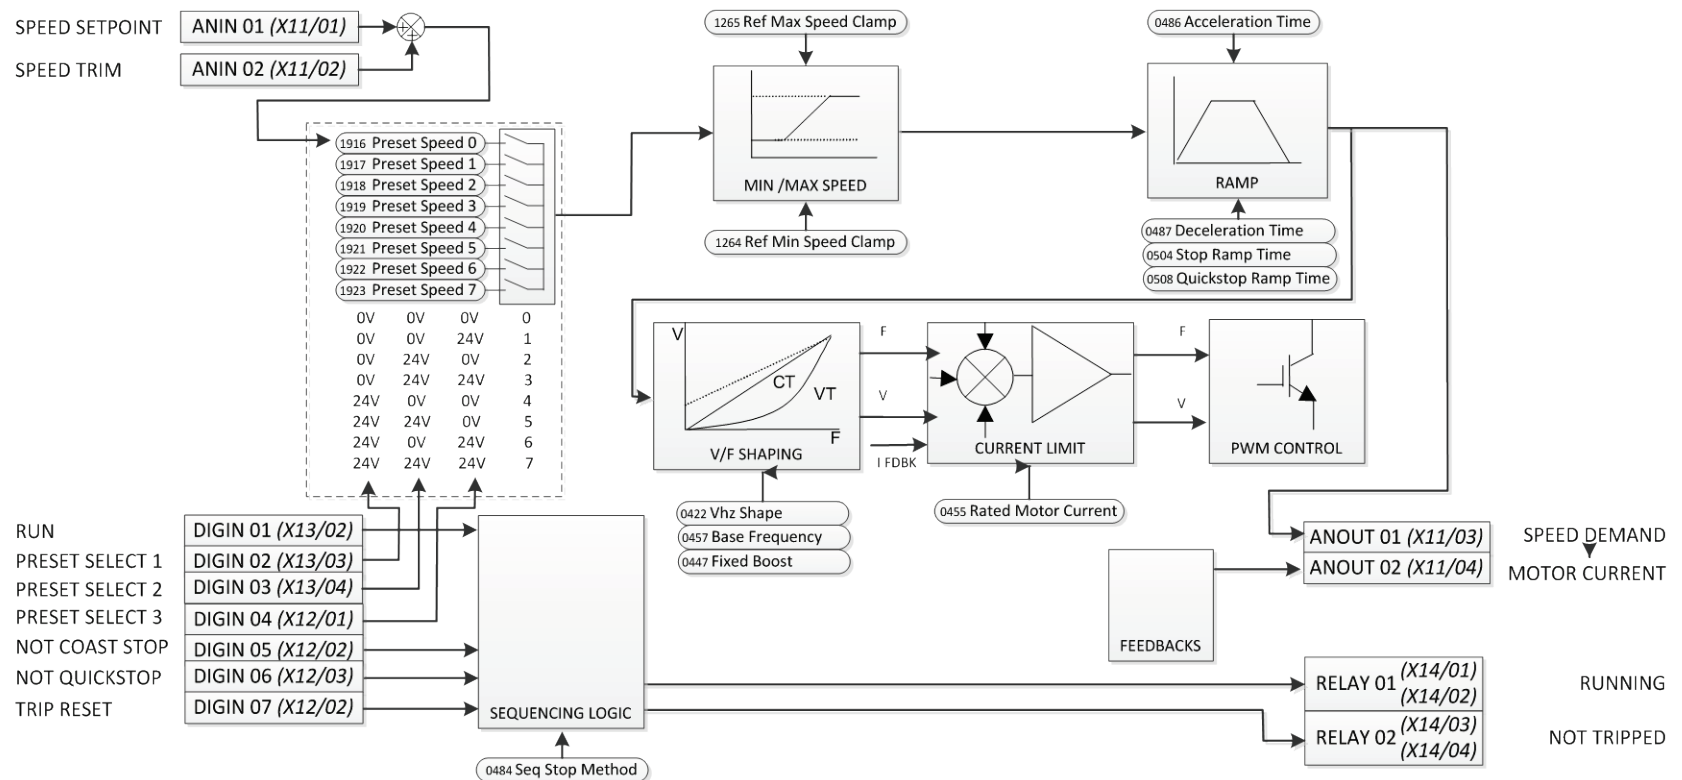 SPEED SETPOINT ANIN 01 (X11/01)
SPEED TRIM ANIN 02 (X11/02)
1265 Ref Max Speed Clamp
0486 Acceleration Time
1916 Preset Speed 0
1917 Preset Speed 1
1918 Preset Speed 2
1919 Preset Speed 3
1920 Preset Speed 4
1921 Preset Speed 5
1922 Preset Speed 6
1923 Preset Speed 7
0V 0V 0V 0
0V 0V 24V 1
0V 24V 0V 2
0V 24V 24V 3
24V 0V 0V 4
24V 24V 0V 5
24V 0V 24V 6
24V 24V 24V 7
MIN /MAX SPEED
1264 Ref Min Speed Clamp
RAMP
0487 Deceleration Time
0504 Stop Ramp Time
0508 Quickstop Ramp Time
V
CT
VT
F
V/F SHAPING
F
V
I FDBK
CURRENT LIMIT
F
V
PWM CONTROL
0422 Vhz Shape
0457 Base Frequency
0447 Fixed Boost
0455 Rated Motor Current
RUN DIGIN 01 (X13/02)
PRESET SELECT 1 DIGIN 02 (X13/03)
PRESET SELECT 2 DIGIN 03 (X13/04)
PRESET SELECT 3 DIGIN 04 (X12/01)
NOT COAST STOP DIGIN 05 (X12/02)
NOT QUICKSTOP DIGIN 06 (X12/03)
TRIP RESET DIGIN 07 (X12/02)
SEQUENCING LOGIC
0484 Seq Stop Method
FEEDBACKS
ANOUT 01 (X11/03) SPEED DEMAND
ANOUT 02 (X11/04) MOTOR CURRENT
RELAY 01 (X14/01)
(X14/02)
RUNNING
RELAY 02 (X14/03)
(X14/04)
NOT TRIPPED